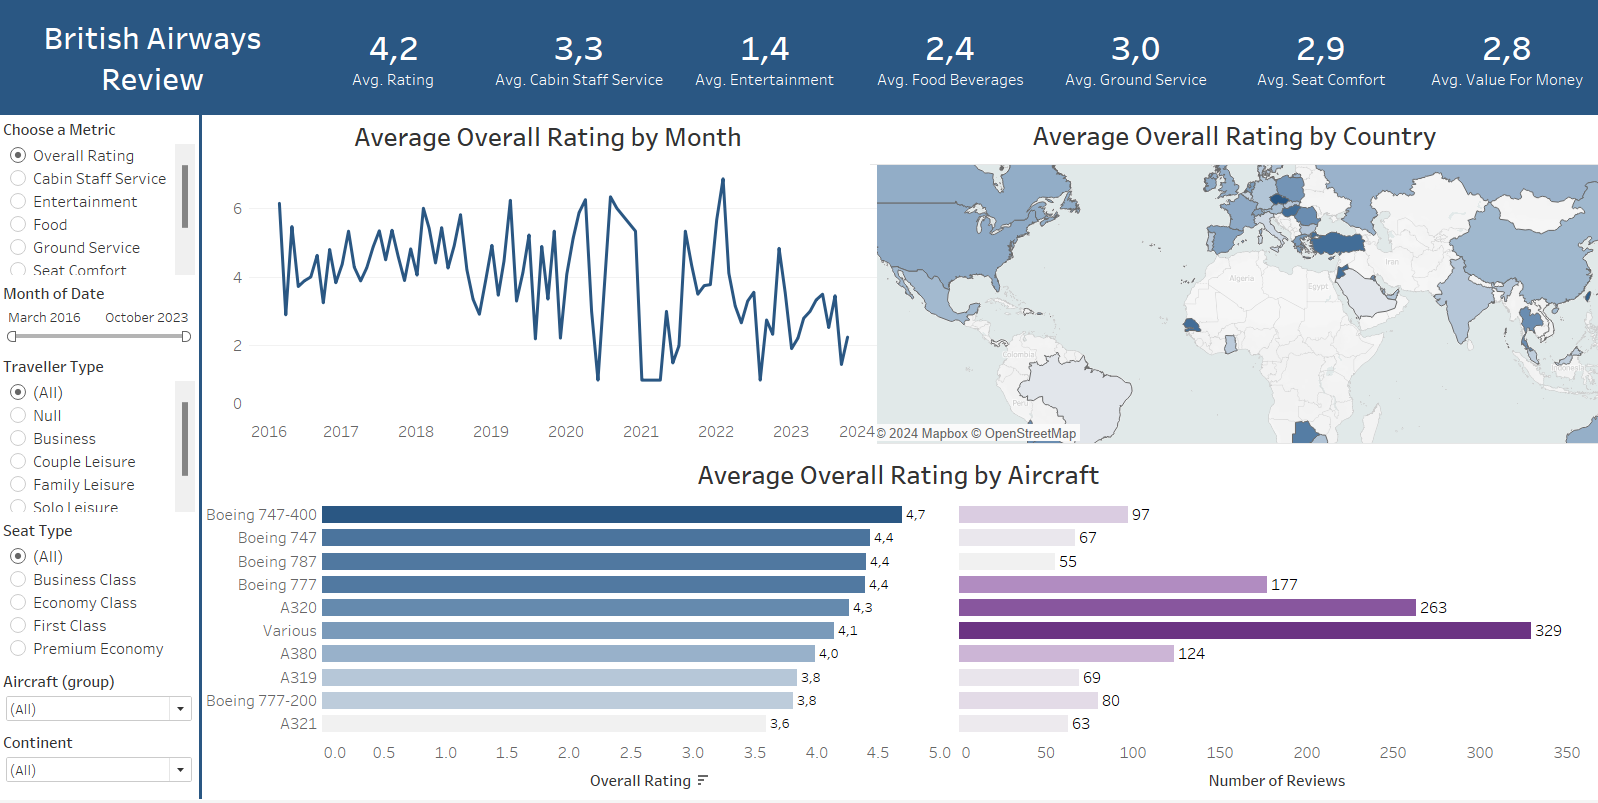 British Airways
Review
4,2
Avg. Rating
3,3
Avg. Cabin Staff Service
1,4
Avg. Entertainment
2,4
Avg. Food Beverages
3,0
Avg. Ground Service
2,9
Avg. Seat Comfort
2,8
Avg. Value For Money
Choose a Metric
Overall Rating
Cabin Staff Service
Entertainment
Food
Ground Service
Seat Comfort
Month of Date
March 2016 October 2023
Traveller Type
(All)
Null
Business
Couple Leisure
Family Leisure
Solo Leisure
Seat Type
(All)
Business Class
Economy Class
First Class
Premium Economy
Aircraft (group)
(All)
Continent
(All)
Average Overall Rating by Month
6
4
2
0
2016 2017 2018 2019 2020 2021 2022 2023 2024
Average Overall Rating by Country
Algeria
Egypt
Iran
Colombia
Peru
Indonesia
© 2024 Mapbox © OpenStreetMap
Average Overall Rating by Aircraft
Boeing 747-400 4,7 97
Boeing 747 4,4 67
Boeing 787 4,4 55
Boeing 777 4,4 177
A320 4,3 263
Various 4,1 329
A380 4,0 124
A319 3,8 69
Boeing 777-200 3,8 80
A321 3,6 63
0.0 0.5 1.0 1.5 2.0 2.5 3.0 3.5 4.0 4.5 5.0
Overall Rating
0 50 100 150 200 250 300 350
Number of Reviews